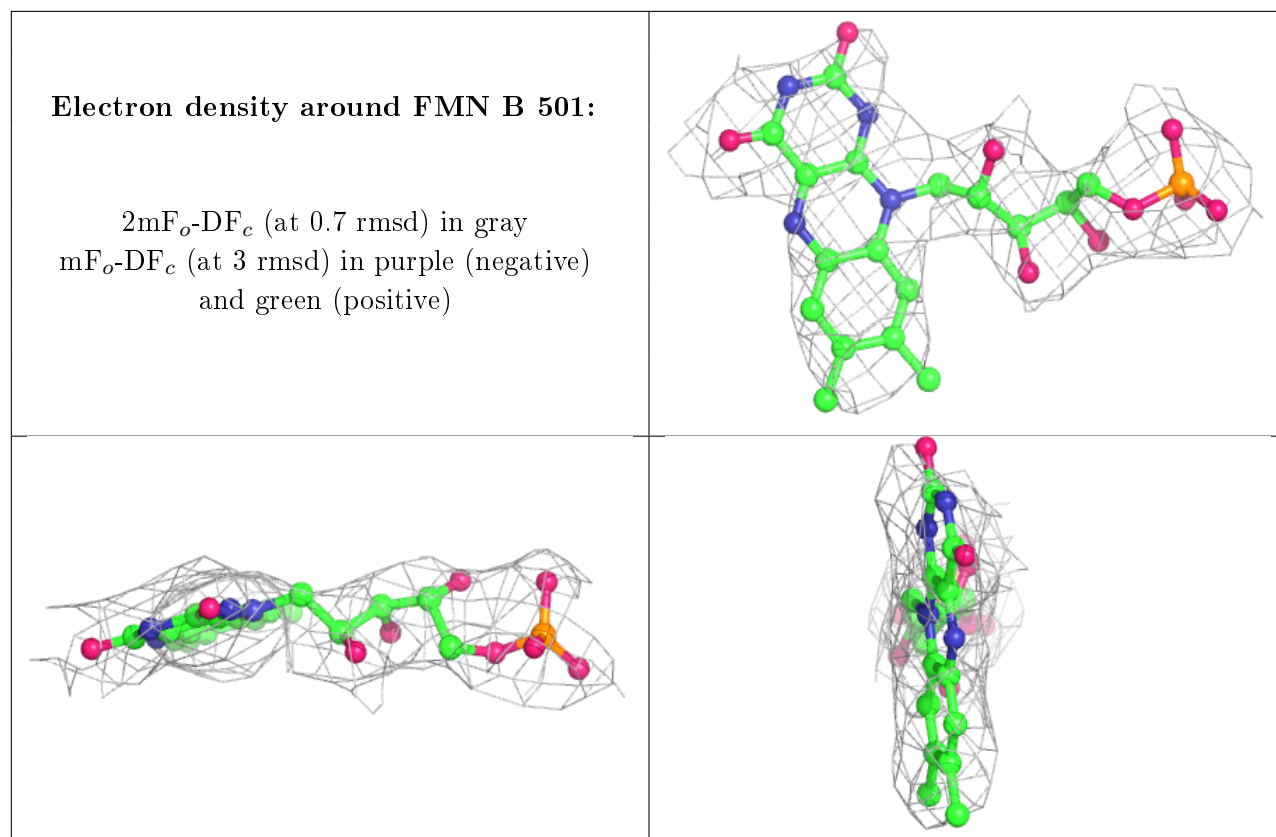 Electron density around FMN B 501:
2mFₒ-DF𝒸 (at 0.7 rmsd) in gray
mFₒ-DF𝒸 (at 3 rmsd) in purple (negative)
and green (positive)